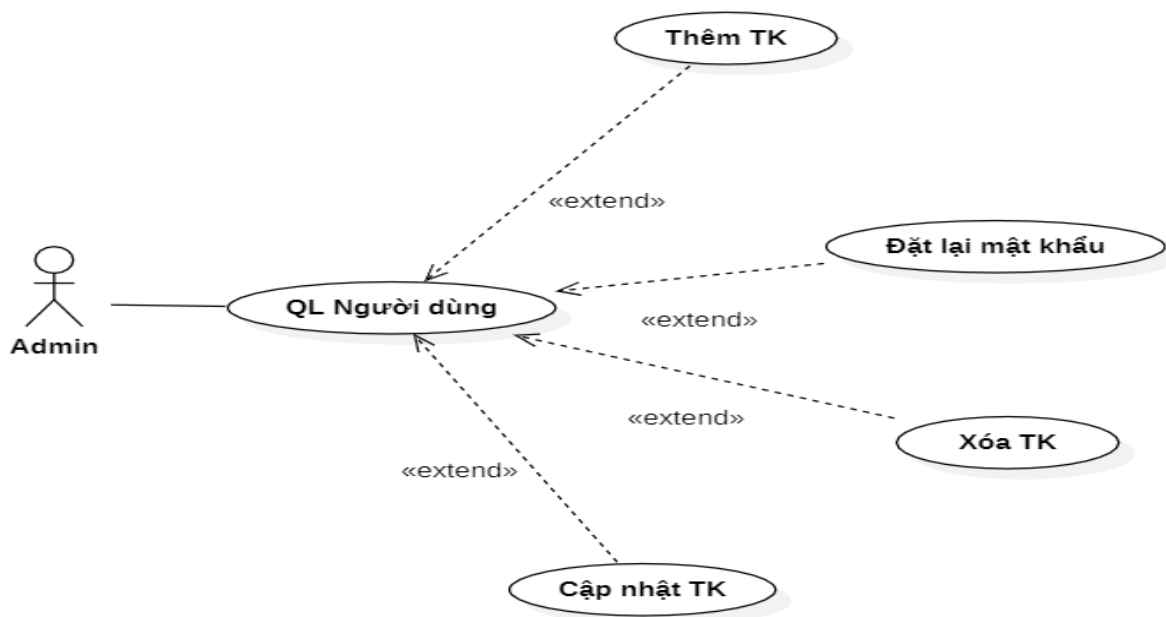 Thêm TK
«extend»
Đặt lại mật khẩu
QL Người dùng
«extend»
Admin
«extend»
Xóa TK
«extend»
Cập nhật TK